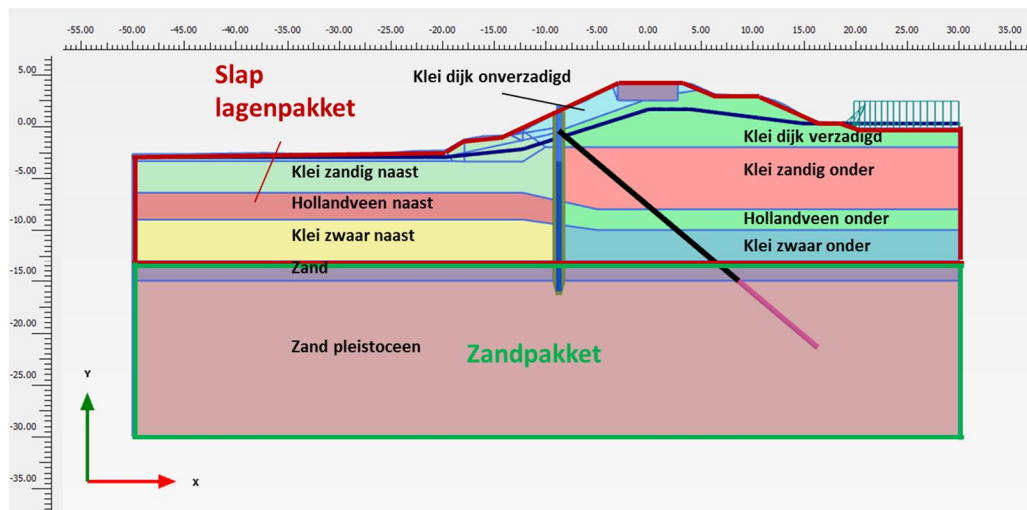 -55.00 -50.00 -45.00 -40.00 -35.00 -30.00 -25.00 -20.00 -15.00 -10.00 -5.00 0.00 5.00 10.00 15.00 20.00 25.00 30.00 35.00
Slap
lagenpakket
Klei dijk onverzadigd
5.00
0.00
Klei dijk verzadigd
-5.00
Klei zandig naast
Klei zandig onder
Hollandveen naast
-10.00
Hollandveen onder
Klei zwaar naast
Klei zwaar onder
-15.00
Zand
-20.00
Zand pleistoceen
Zandpakket
-25.00
Y
-30.00
-35.00
X